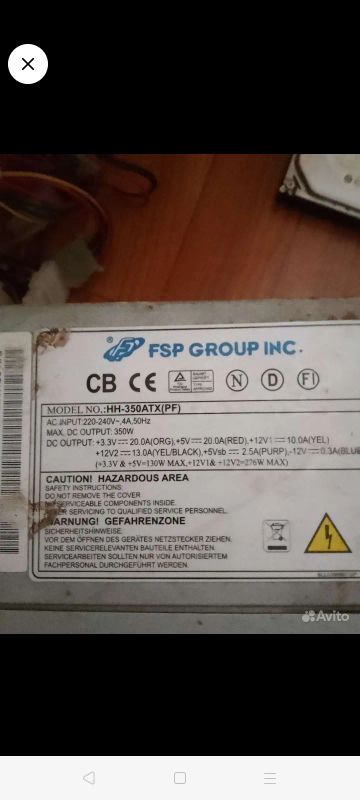 FSP GROUP INC.
CB CE N D FI
MODEL NO.:HH-350ATX(PF)
AC INPUT:220-240V~,4A,50Hz
MAX. DC OUTPUT: 350W
DC OUTPUT:+3.3V 20.0A(ORG),+5V 20.0A(RED),+12V1 10.0A(YEL)
+12V2 13.0A(YEL/BLACK),+5Vsb 2.5A(PURP),-12V 0.3A(BLUE
(+3.3V & +5V=130W MAX,+12V1& +12V2=276W MAX)
CAUTION! HAZARDOUS AREA
SAFETY INSTRUCTIONS:
DO NOT REMOVE THE COVER
SERVICEABLE COMPONENTS INSIDE.
SERVICING TO QUALIFIED SERVICE PERSONNEL.
WARNUNG! GEFAHRENZONE
SICHERHEITSHINWEISE:
VOR DEM ÖFFNEN DES GERÄTES NETZSTECKER ZIEHEN.
KEINE SERVICERELEVANTEN BAUTEILE ENTHALTEN.
SERVICEARBEITEN SOLLTEN NUR VON AUTORISIERTEM
FACHPERSONAL DURCHGEFÜHRT WERDEN.
Avito